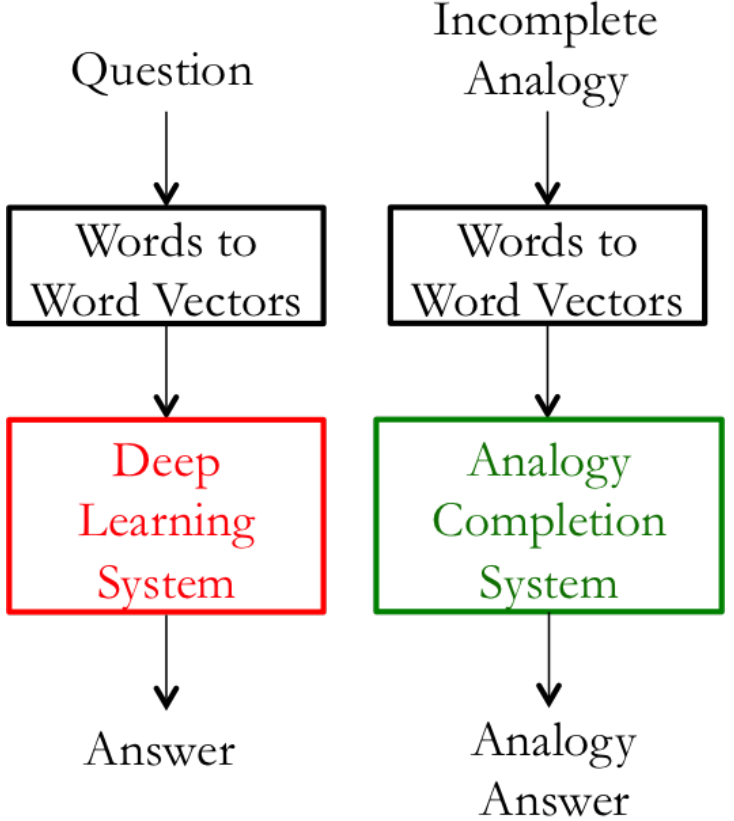 Question
Words to
Word Vectors
Deep
Learning
System
Answer
Incomplete
Analogy
Words to
Word Vectors
Analogy
Completion
System
Analogy
Answer